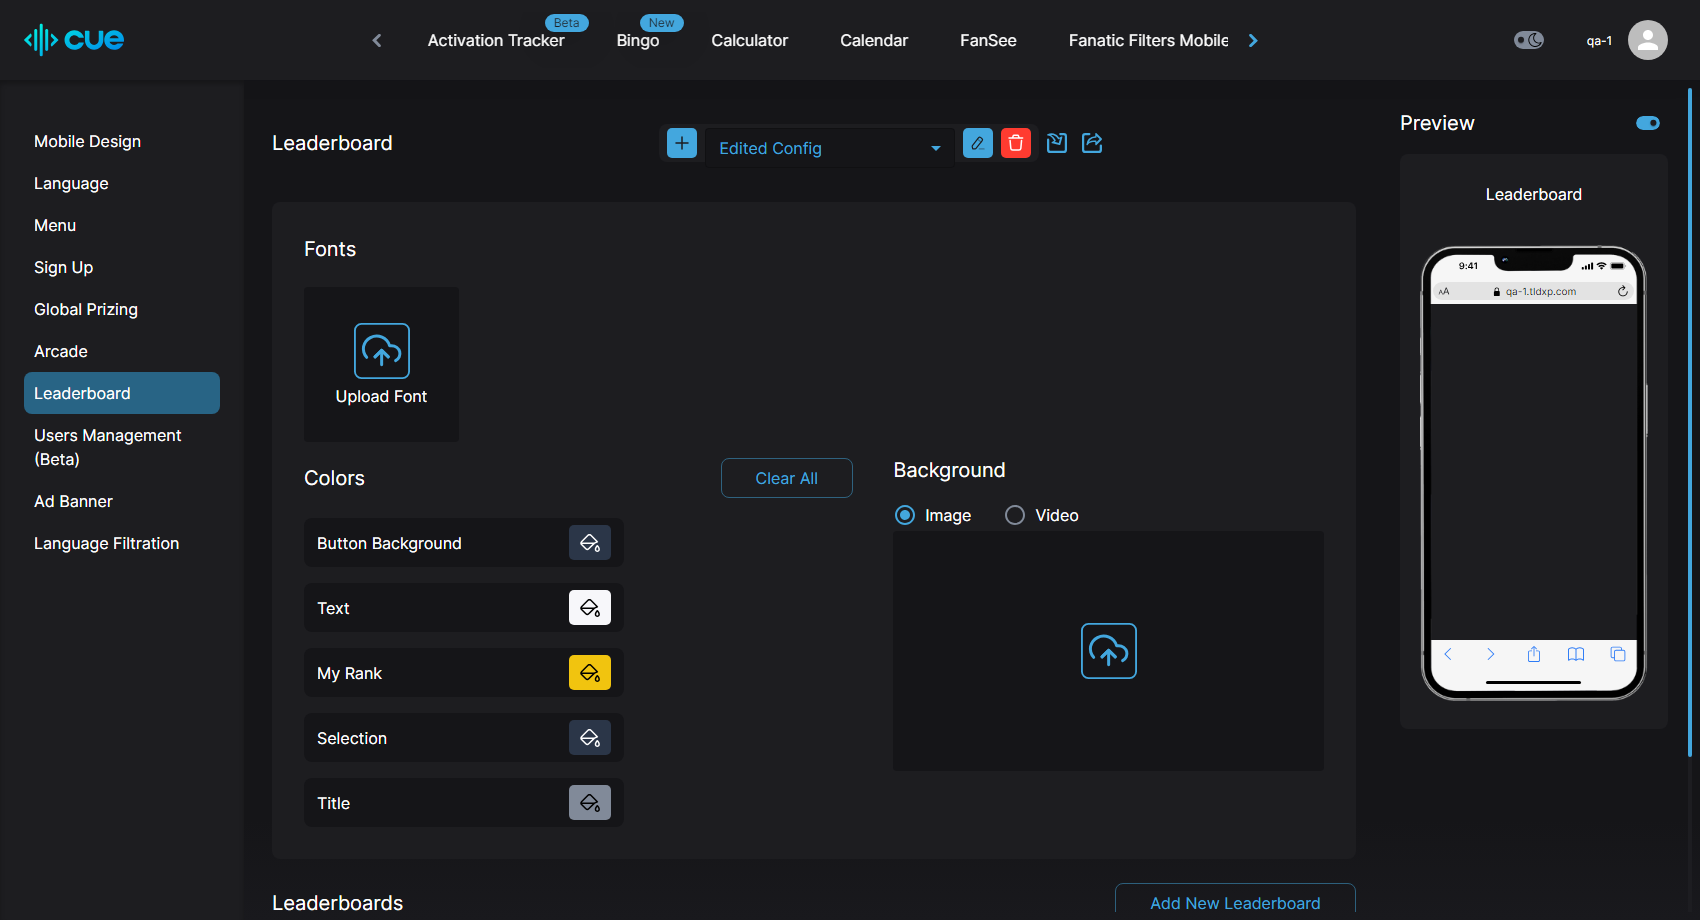 cue
Activation Tracker
Beta
Bingo
New
Calculator
Calendar
FanSee
Fanatic Filters Mobile
qa-1
Mobile Design
Language
Menu
Sign Up
Global Prizing
Arcade
Leaderboard
Users Management
(Beta)
Ad Banner
Language Filtration
Leaderboard
Edited Config
Fonts
Upload Font
Colors
Clear All
Button Background
Text
My Rank
Selection
Title
Background
Image
Video
Leaderboards
Add New Leaderboard
Preview
Leaderboard
9:41
AA
qa-1.tldxp.com